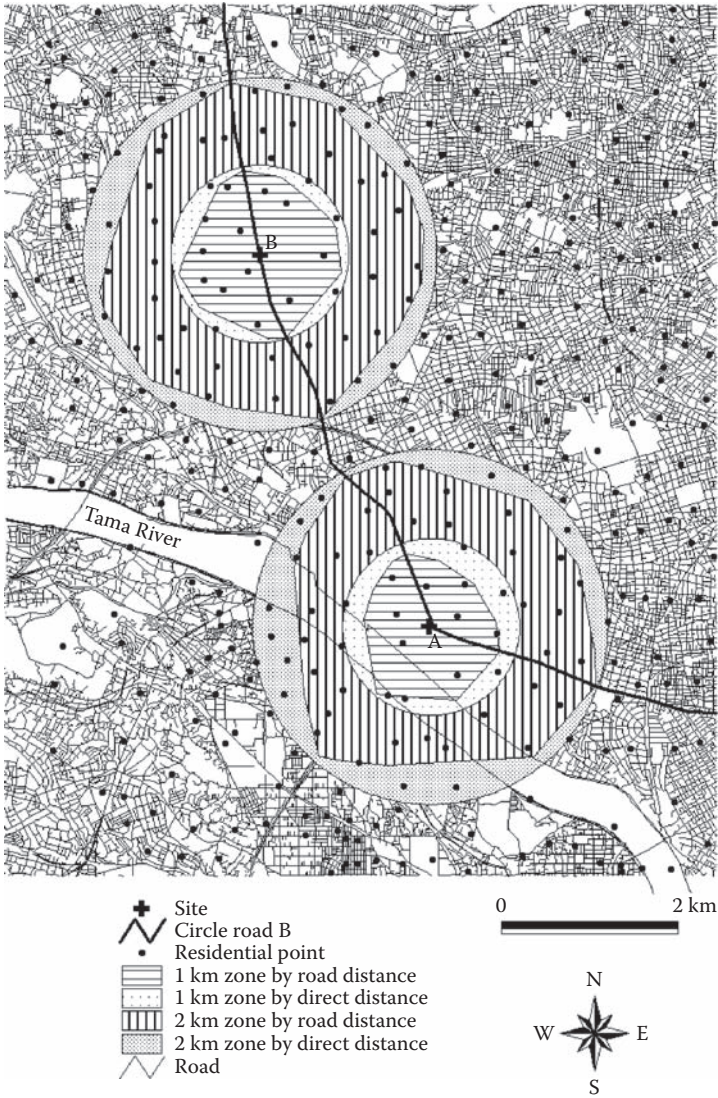 B
Tama River
A
Site
Circle road B
Residential point
1 km zone by road distance
1 km zone by direct distance
2 km zone by road distance
2 km zone by direct distance
Road
0 2 km
N
W E
S